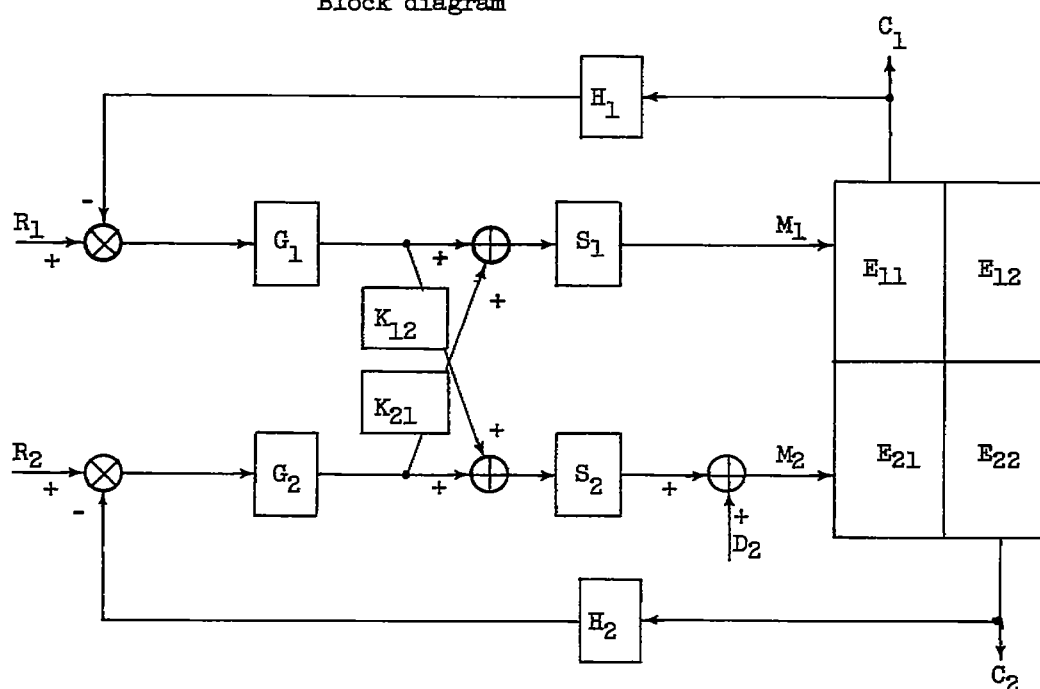 Block diagram
C₁
H₁
-
R₁
+
G₁
+
+
S₁
M₁
E₁₁
E₁₂
K₁₂
K₂₁
+
R₂
+
-
G₂
+
S₂
+
+
D₂
M₂
E₂₁
E₂₂
H₂
C₂